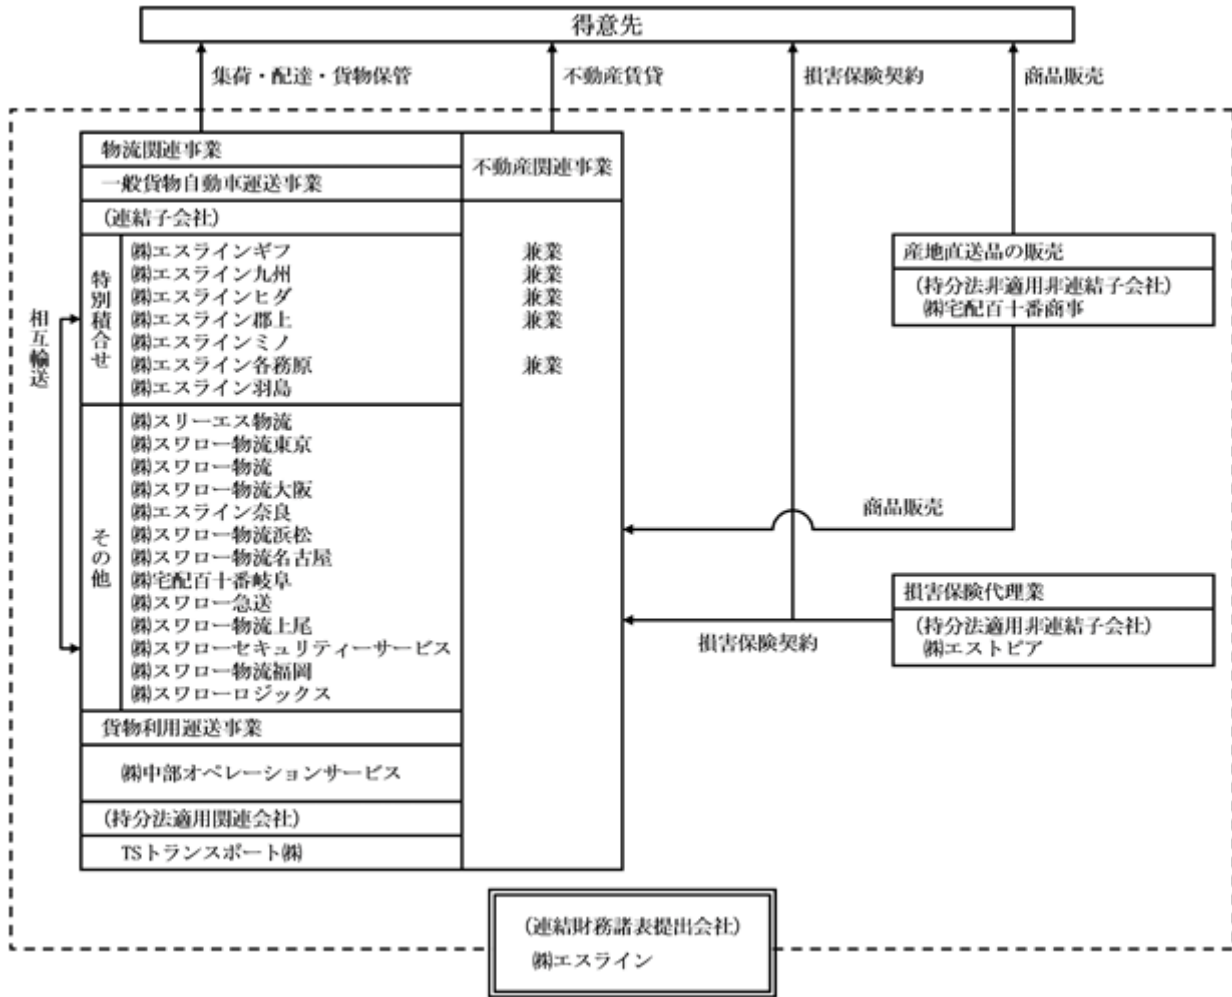 得意先
集荷・配達・貨物保管
不動産賃貸
損害保険契約
商品販売
物流関連事業
不動産関連事業
一般貨物自動車運送事業
(連結子会社)
相互輸送
特別積合せ
㈱エスラインギフ 兼業
㈱エスライン九州 兼業
㈱エスラインヒダ 兼業
㈱エスライン郡上 兼業
㈱エスラインミノ
㈱エスライン各務原 兼業
㈱エスライン羽島
その他
㈱スリーエス物流
㈱スワロー物流東京
㈱スワロー物流
㈱スワロー物流大阪
㈱エスライン奈良
㈱スワロー物流浜松
㈱スワロー物流名古屋
㈱宅配百十番岐阜
㈱スワロー急送
㈱スワロー物流上尾
㈱スワローセキュリティーサービス
㈱スワロー物流福岡
㈱スワローロジックス
貨物利用運送事業
㈱中部オペレーションサービス
(持分法適用関連会社)
TSトランスポート㈱
産地直送品の販売
(持分法非適用非連結子会社)
㈱宅配百十番商事
商品販売
損害保険代理業
(持分法適用非連結子会社)
㈱エストピア
損害保険契約
(連結財務諸表提出会社)
㈱エスライン